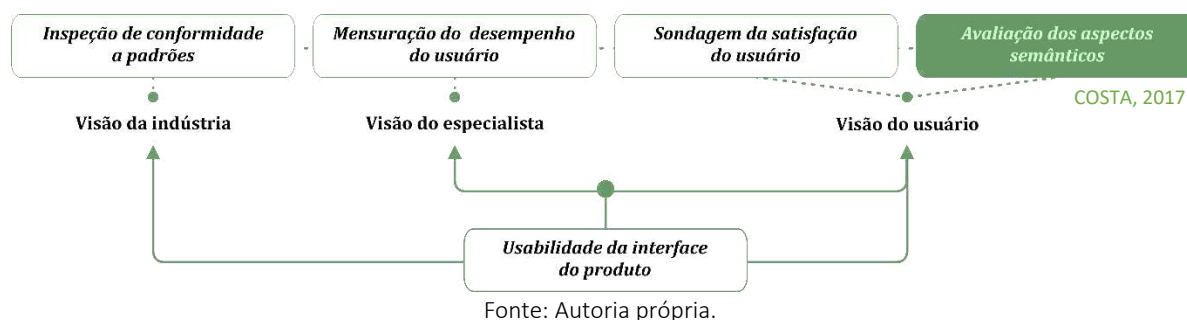 Inspeção de conformidade
a padrões
Mensuração do desempenho
do usuário
Sondagem da satisfação
do usuário
Avaliação dos aspectos
semânticos
COSTA, 2017
Visão da indústria
Visão do especialista
Visão do usuário
Usabilidade da interface
do produto
Fonte: Autoria própria.